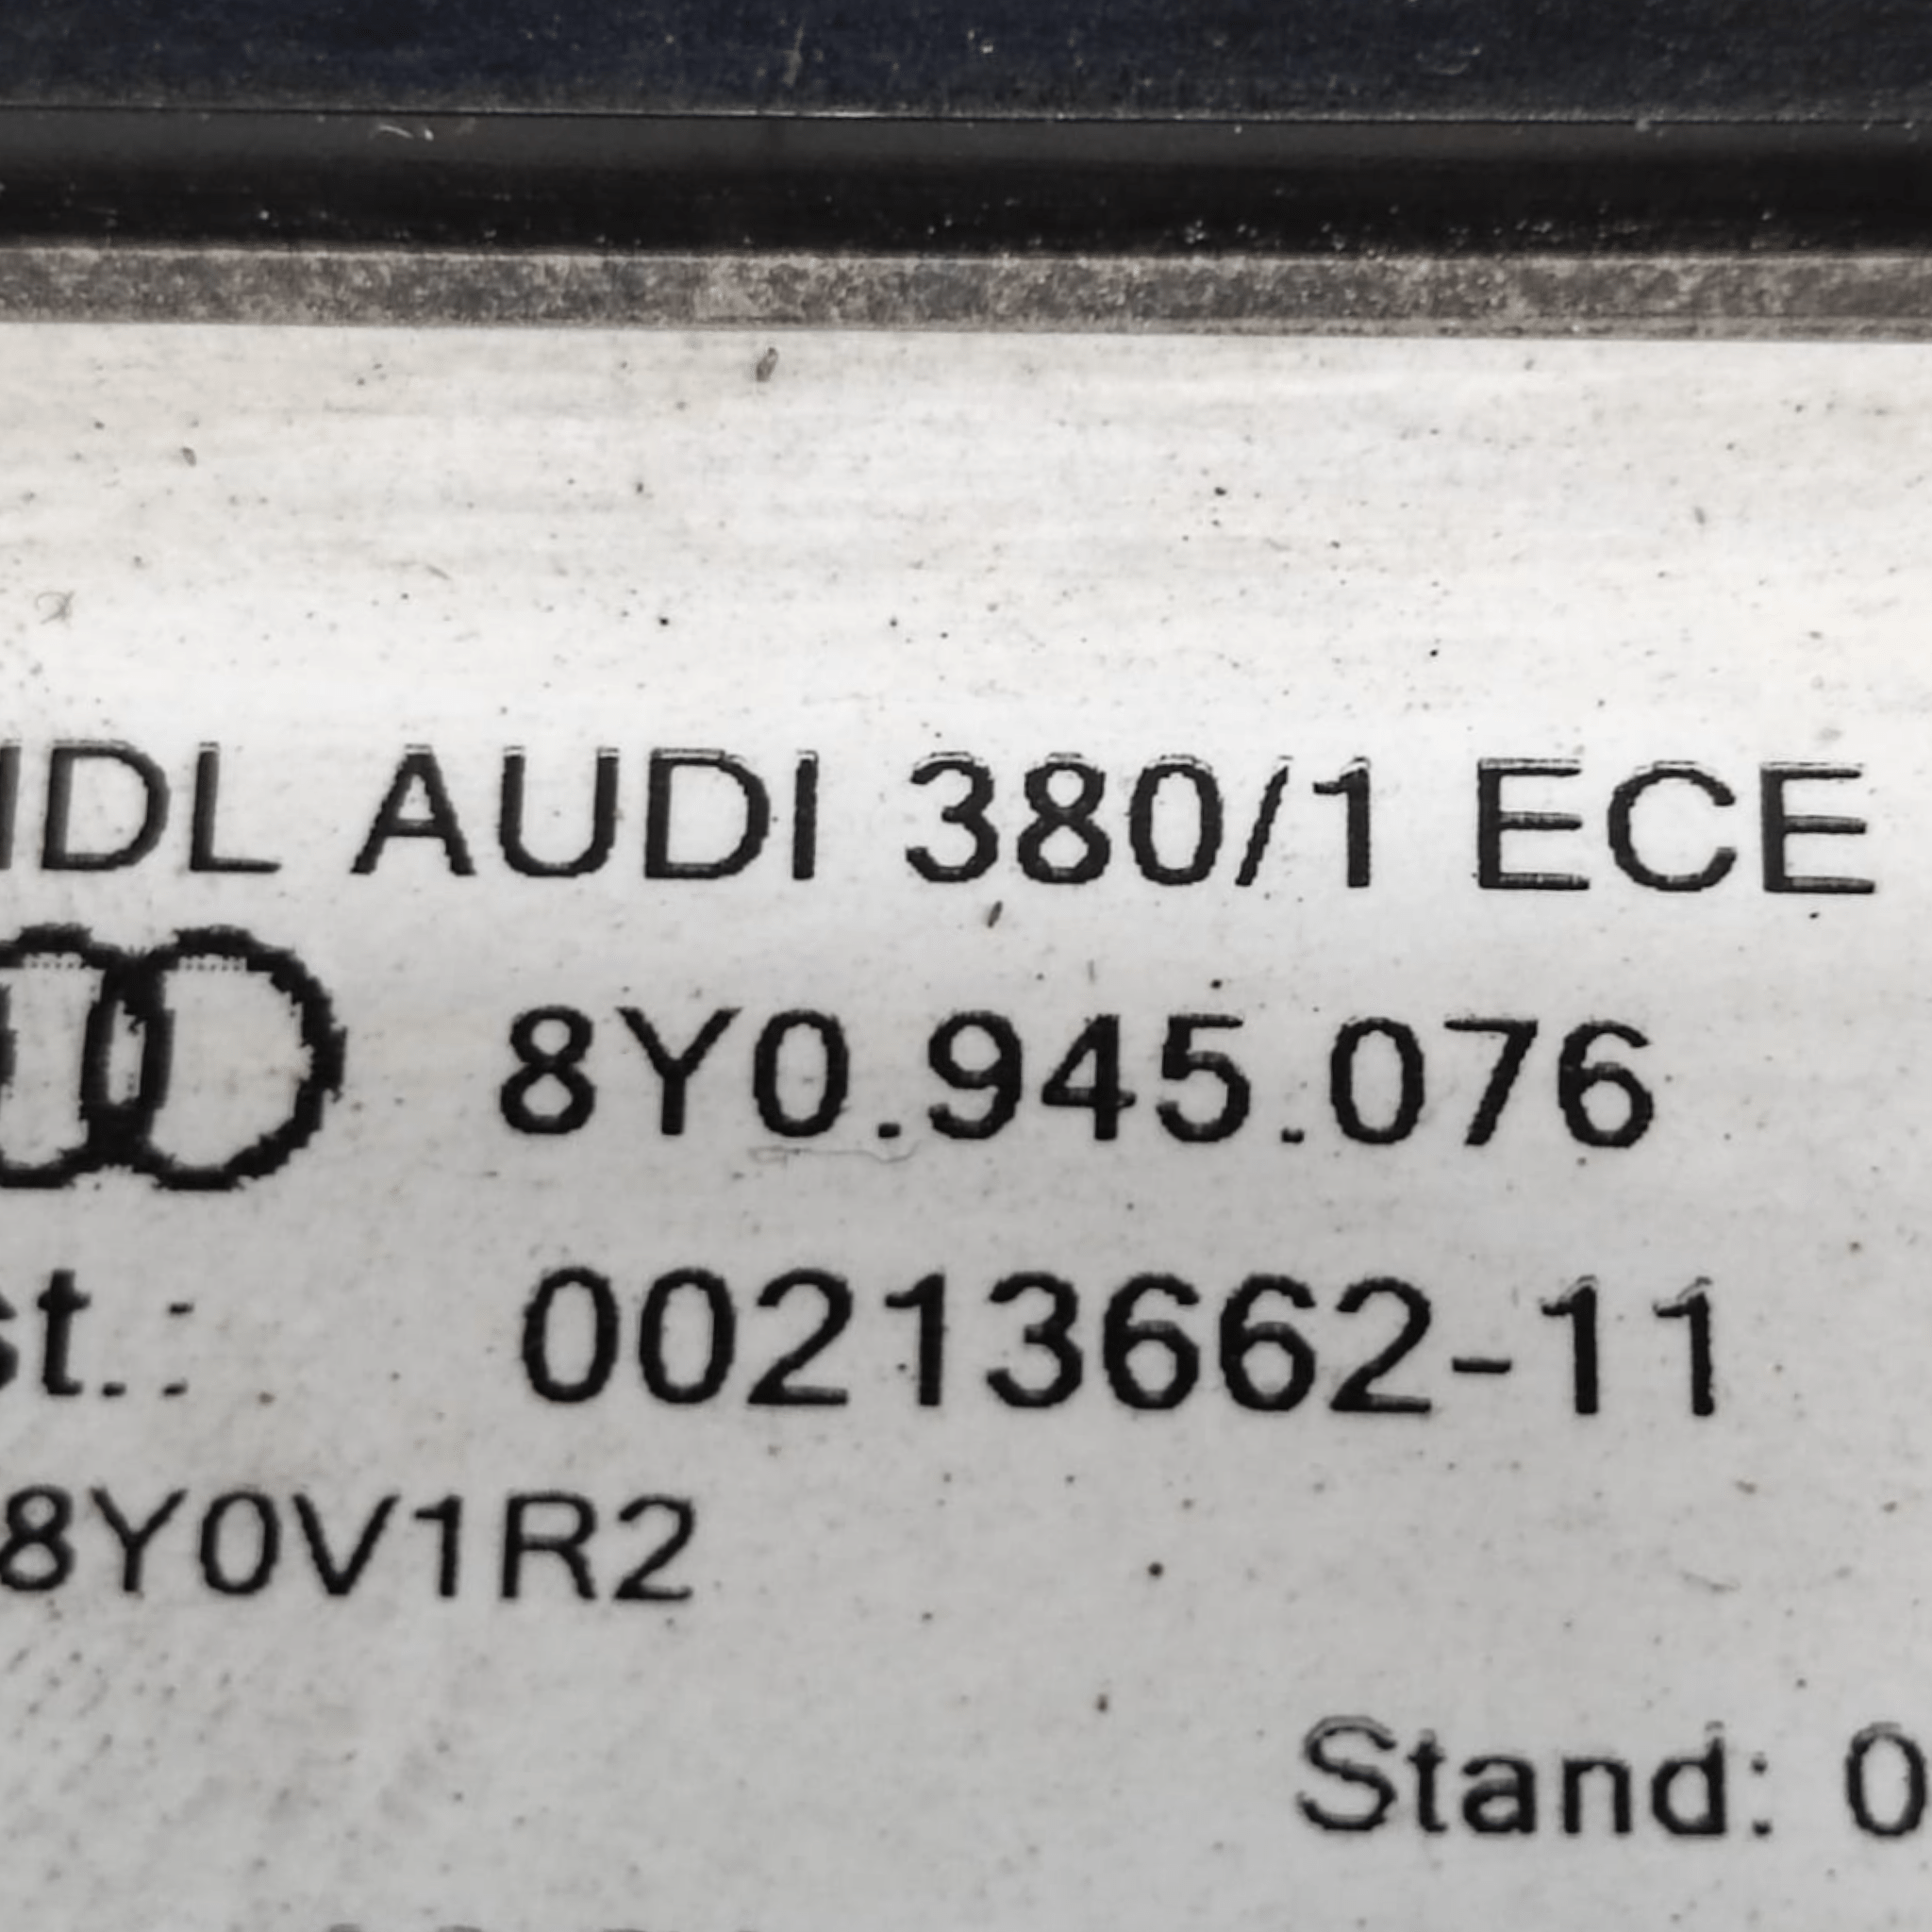 IDL AUDI 380/1 ECE
8Y0.945.076
st.: 00213662-11
8Y0V1R2
Stand: 0